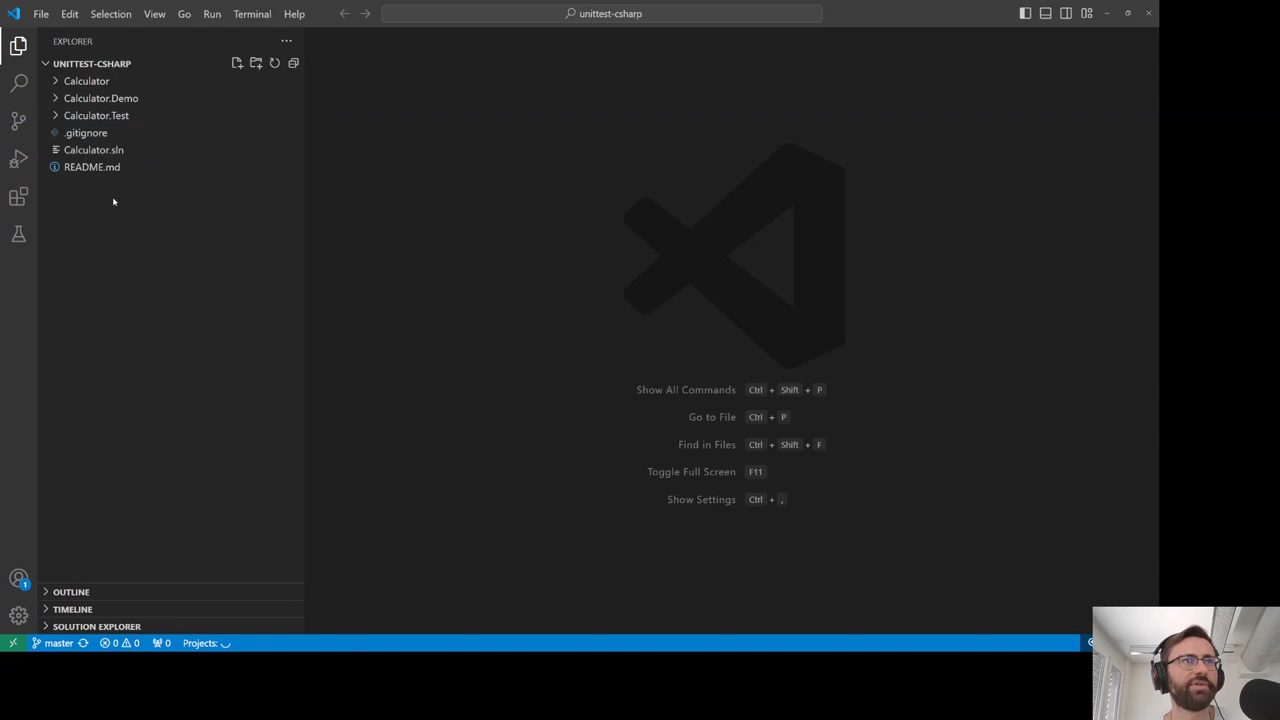 File Edit Selection View Go Run Terminal Help
unittest-csharp
EXPLORER
UNITTEST-CSHARP
Calculator
Calculator.Demo
Calculator.Test
.gitignore
Calculator.sln
README.md
Show All Commands Ctrl + Shift + P
Go to File Ctrl + P
Find in Files Ctrl + Shift + F
Toggle Full Screen F11
Show Settings Ctrl + ,
1
OUTLINE
TIMELINE
SOLUTION EXPLORER
master 0 0 0 Projects: